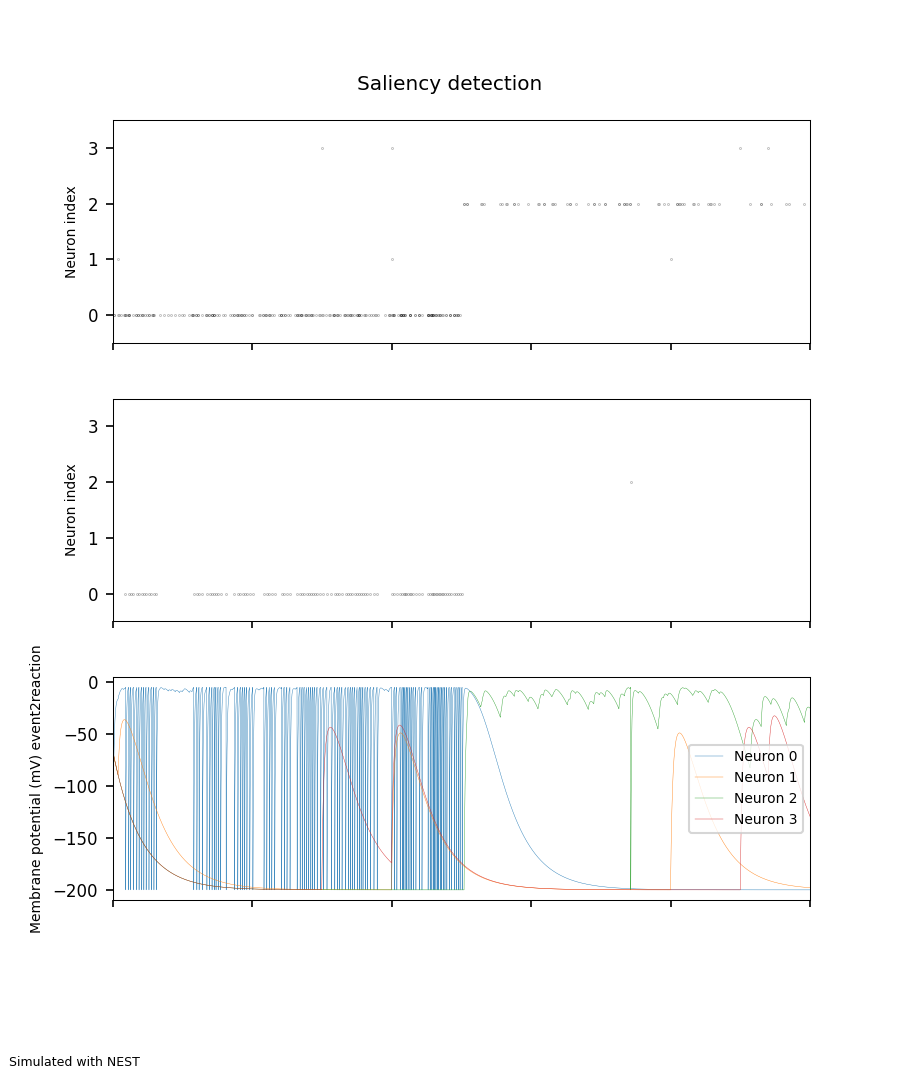 Saliency detection
Neuron index
3
2
1
0
Neuron index
3
2
1
0
Membrane potential (mV) event2reaction
0
−50
−100
−150
−200
Neuron 0
Neuron 1
Neuron 2
Neuron 3
Simulated with NEST